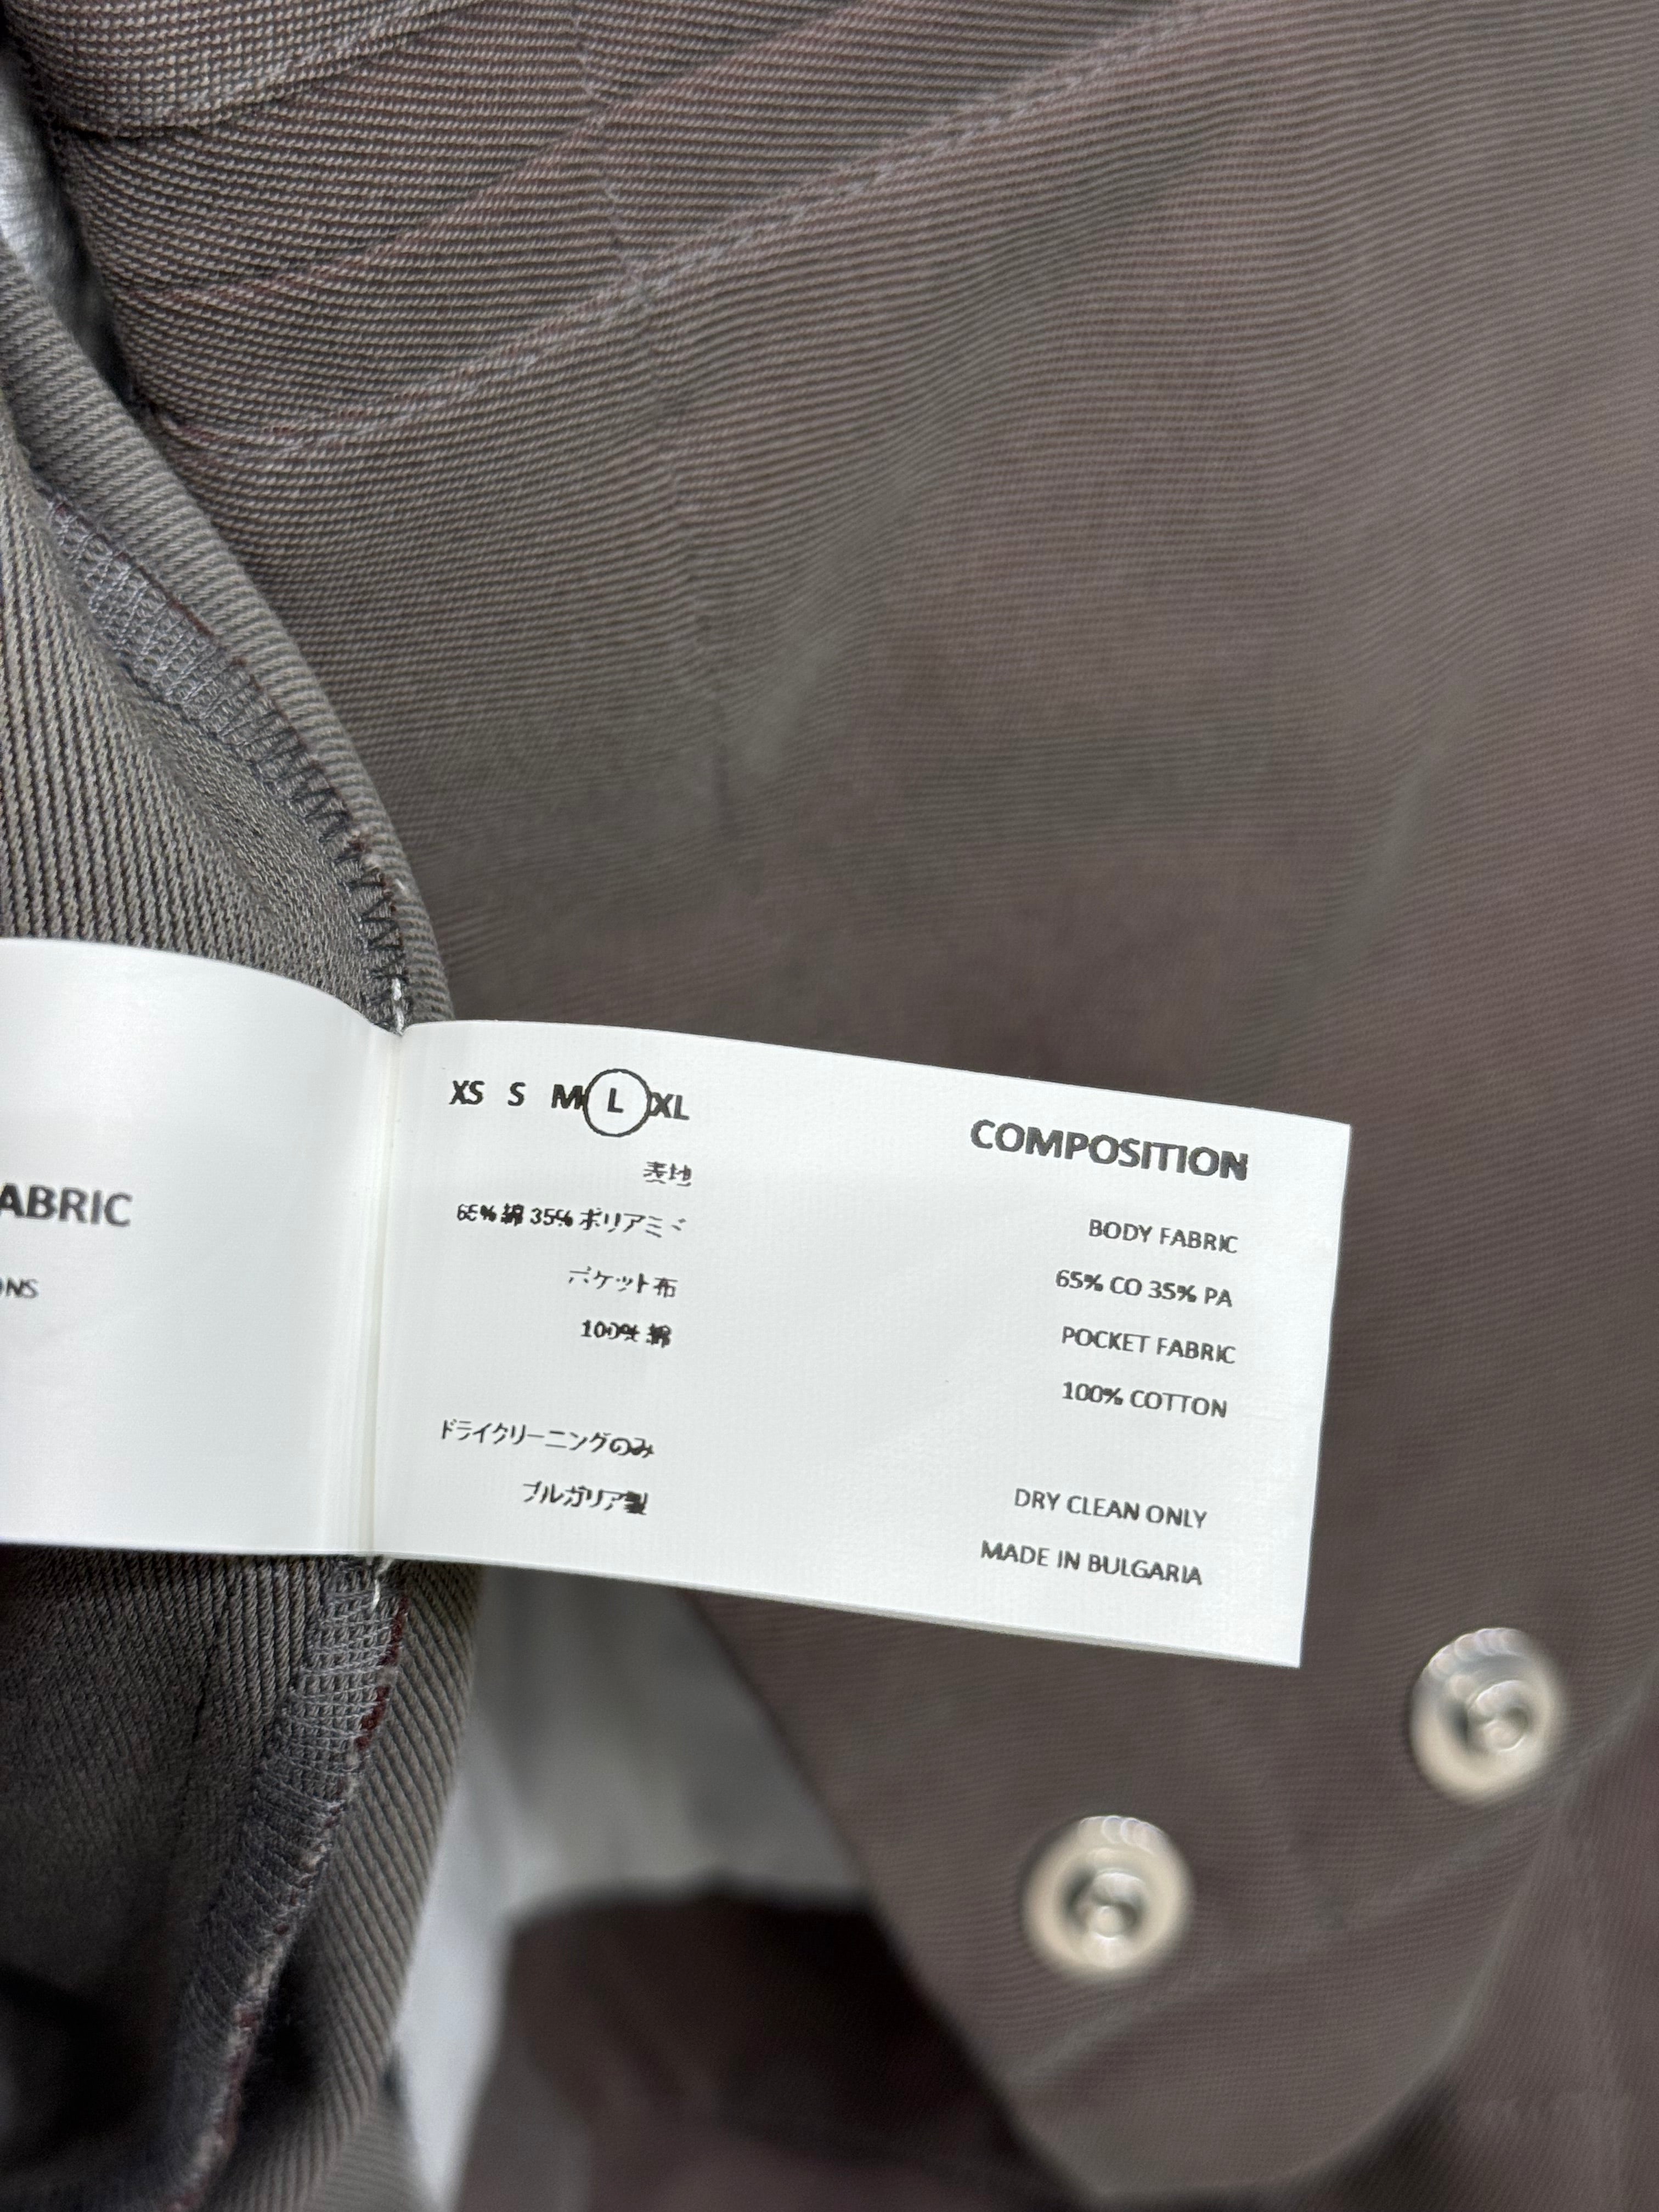 ABRIC
ONS
XS S M L XL
表地
65% 綿 35% ポリアミド
ポケット布
100% 綿
ドライクリーニングのみ
ブルガリア製
COMPOSITION
BODY FABRIC
65% CO 35% PA
POCKET FABRIC
100% COTTON
DRY CLEAN ONLY
MADE IN BULGARIA